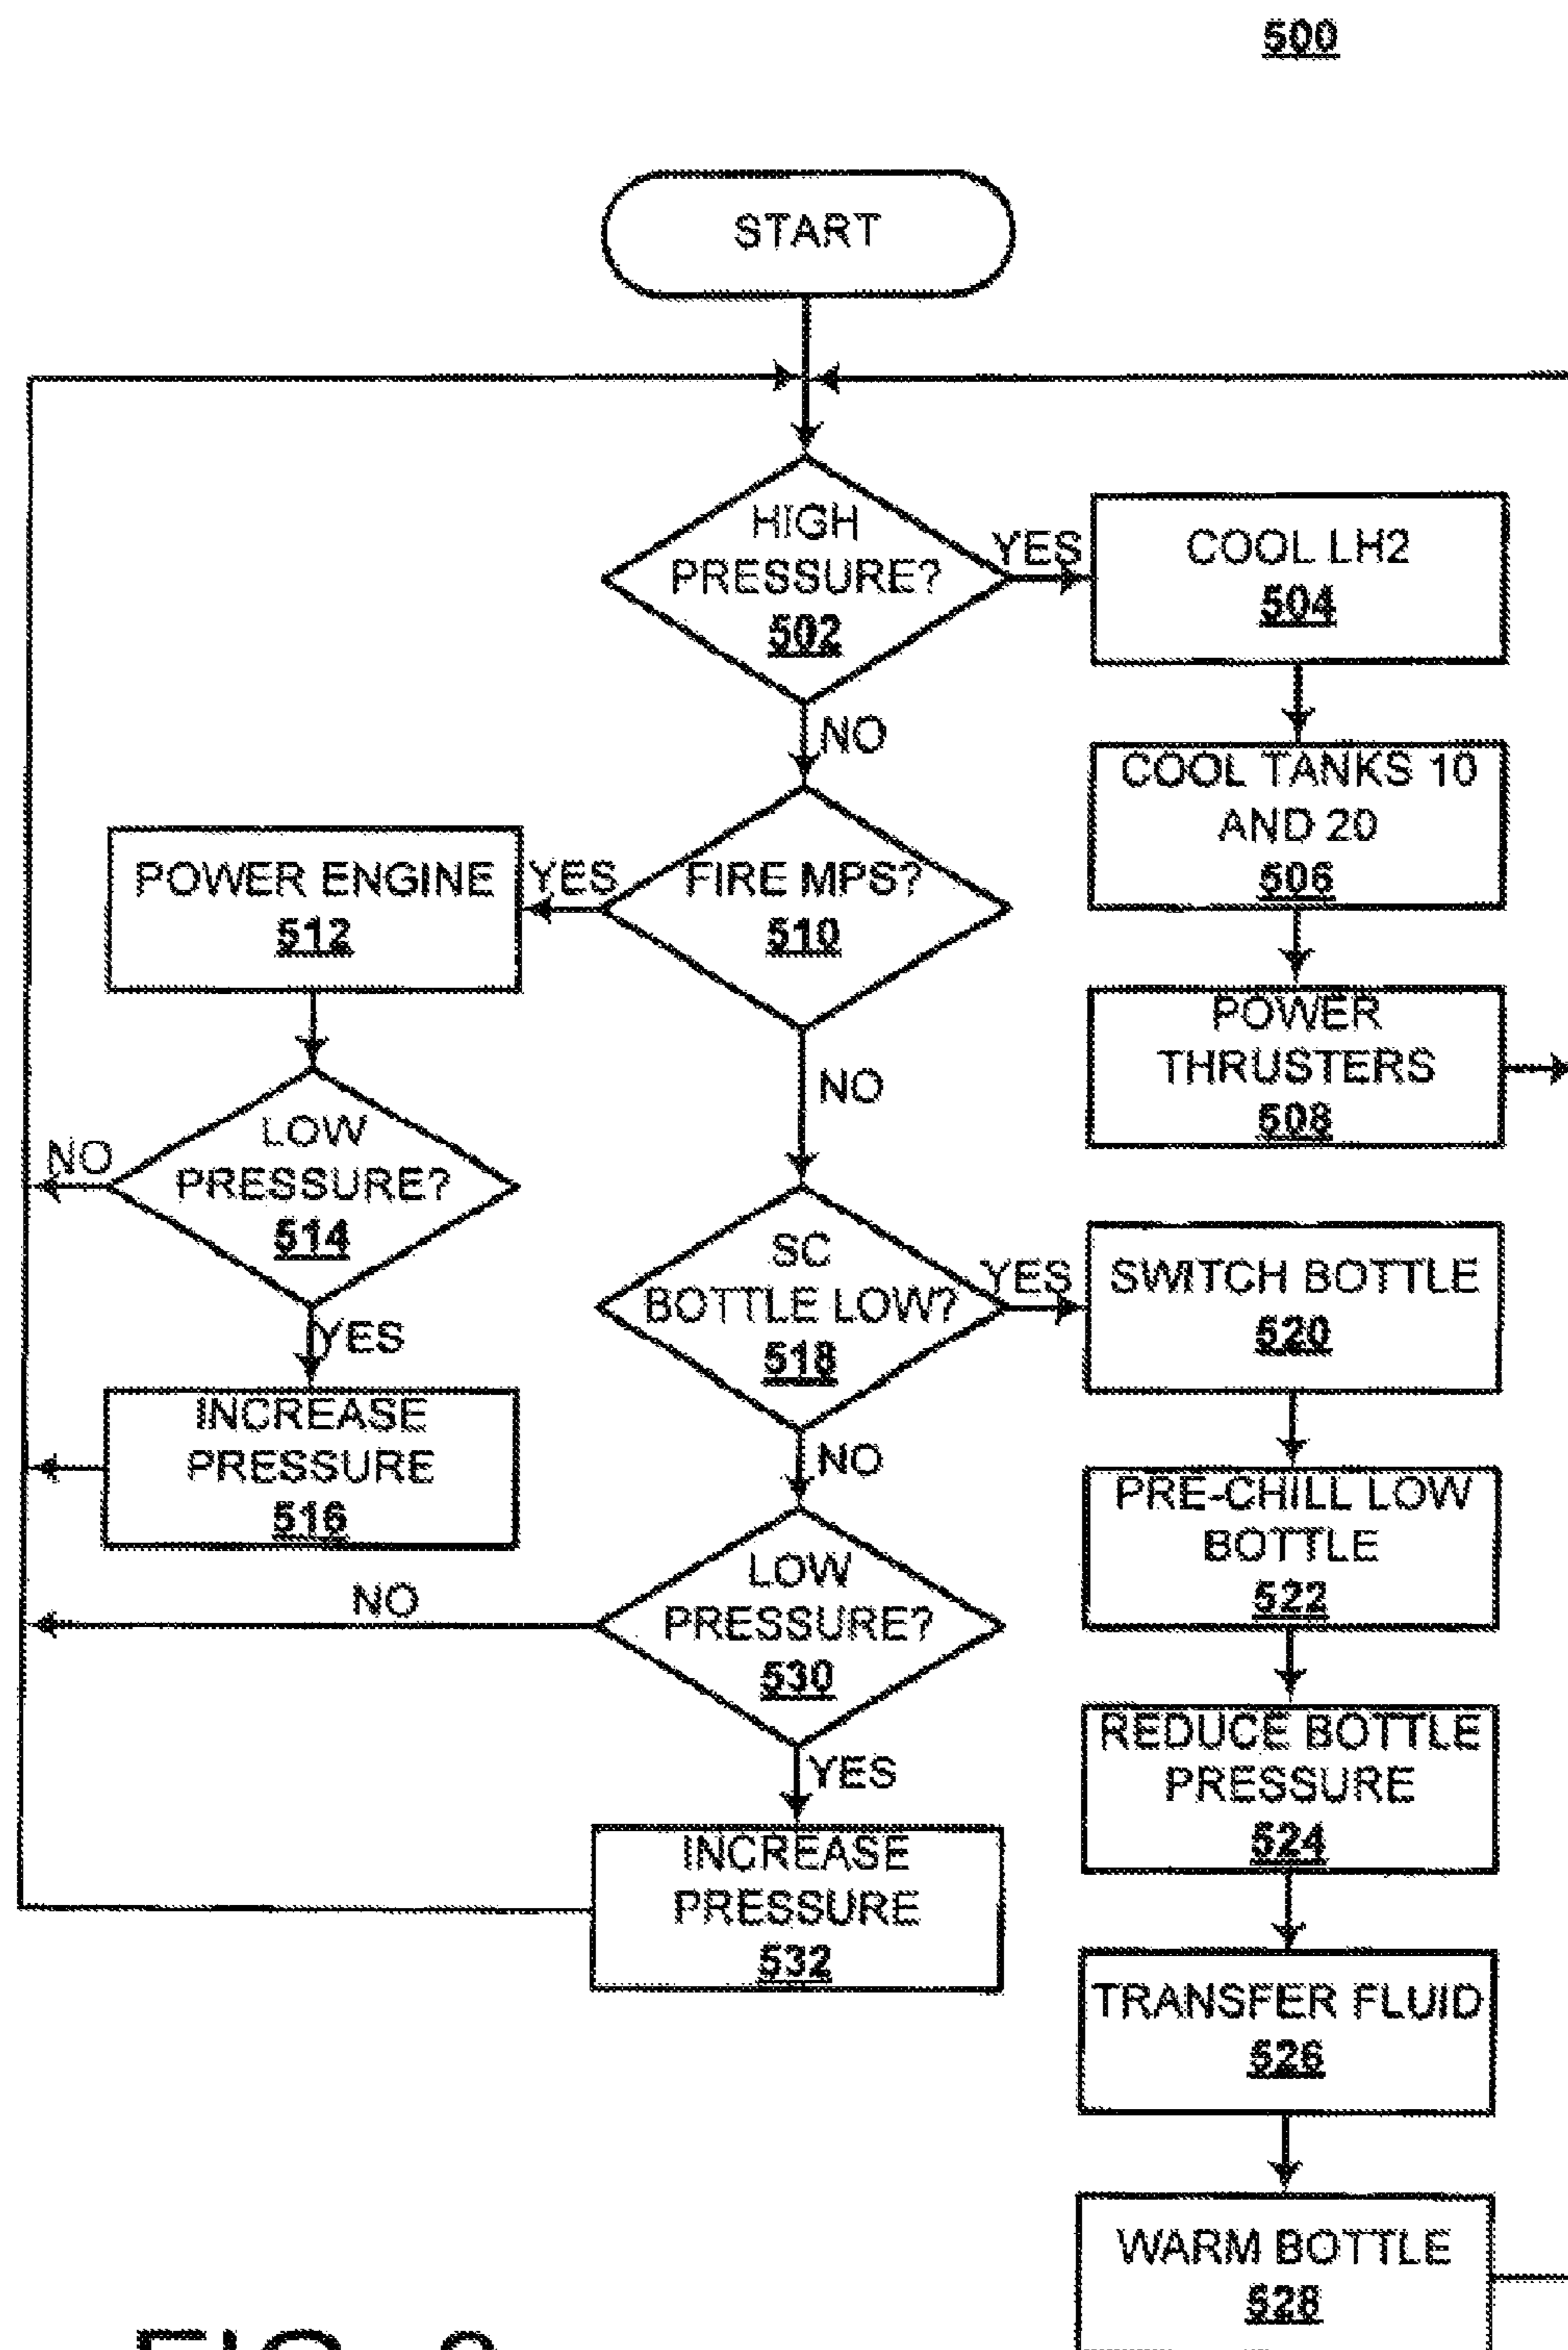 500
START
HIGH
PRESSURE?
502
YES
COOL LH2
504
NO
COOL TANKS 10
AND 20
506
POWER ENGINE
512
YES
FIRE MPS?
510
POWER
THRUSTERS
508
NO
LOW
PRESSURE?
514
NO
YES
SC
BOTTLE LOW?
518
YES
SWITCH BOTTLE
520
INCREASE
PRESSURE
516
NO
PRE-CHILL LOW
BOTTLE
522
LOW
PRESSURE?
530
NO
YES
REDUCE BOTTLE
PRESSURE
524
INCREASE
PRESSURE
532
TRANSFER FLUID
526
WARM BOTTLE
528